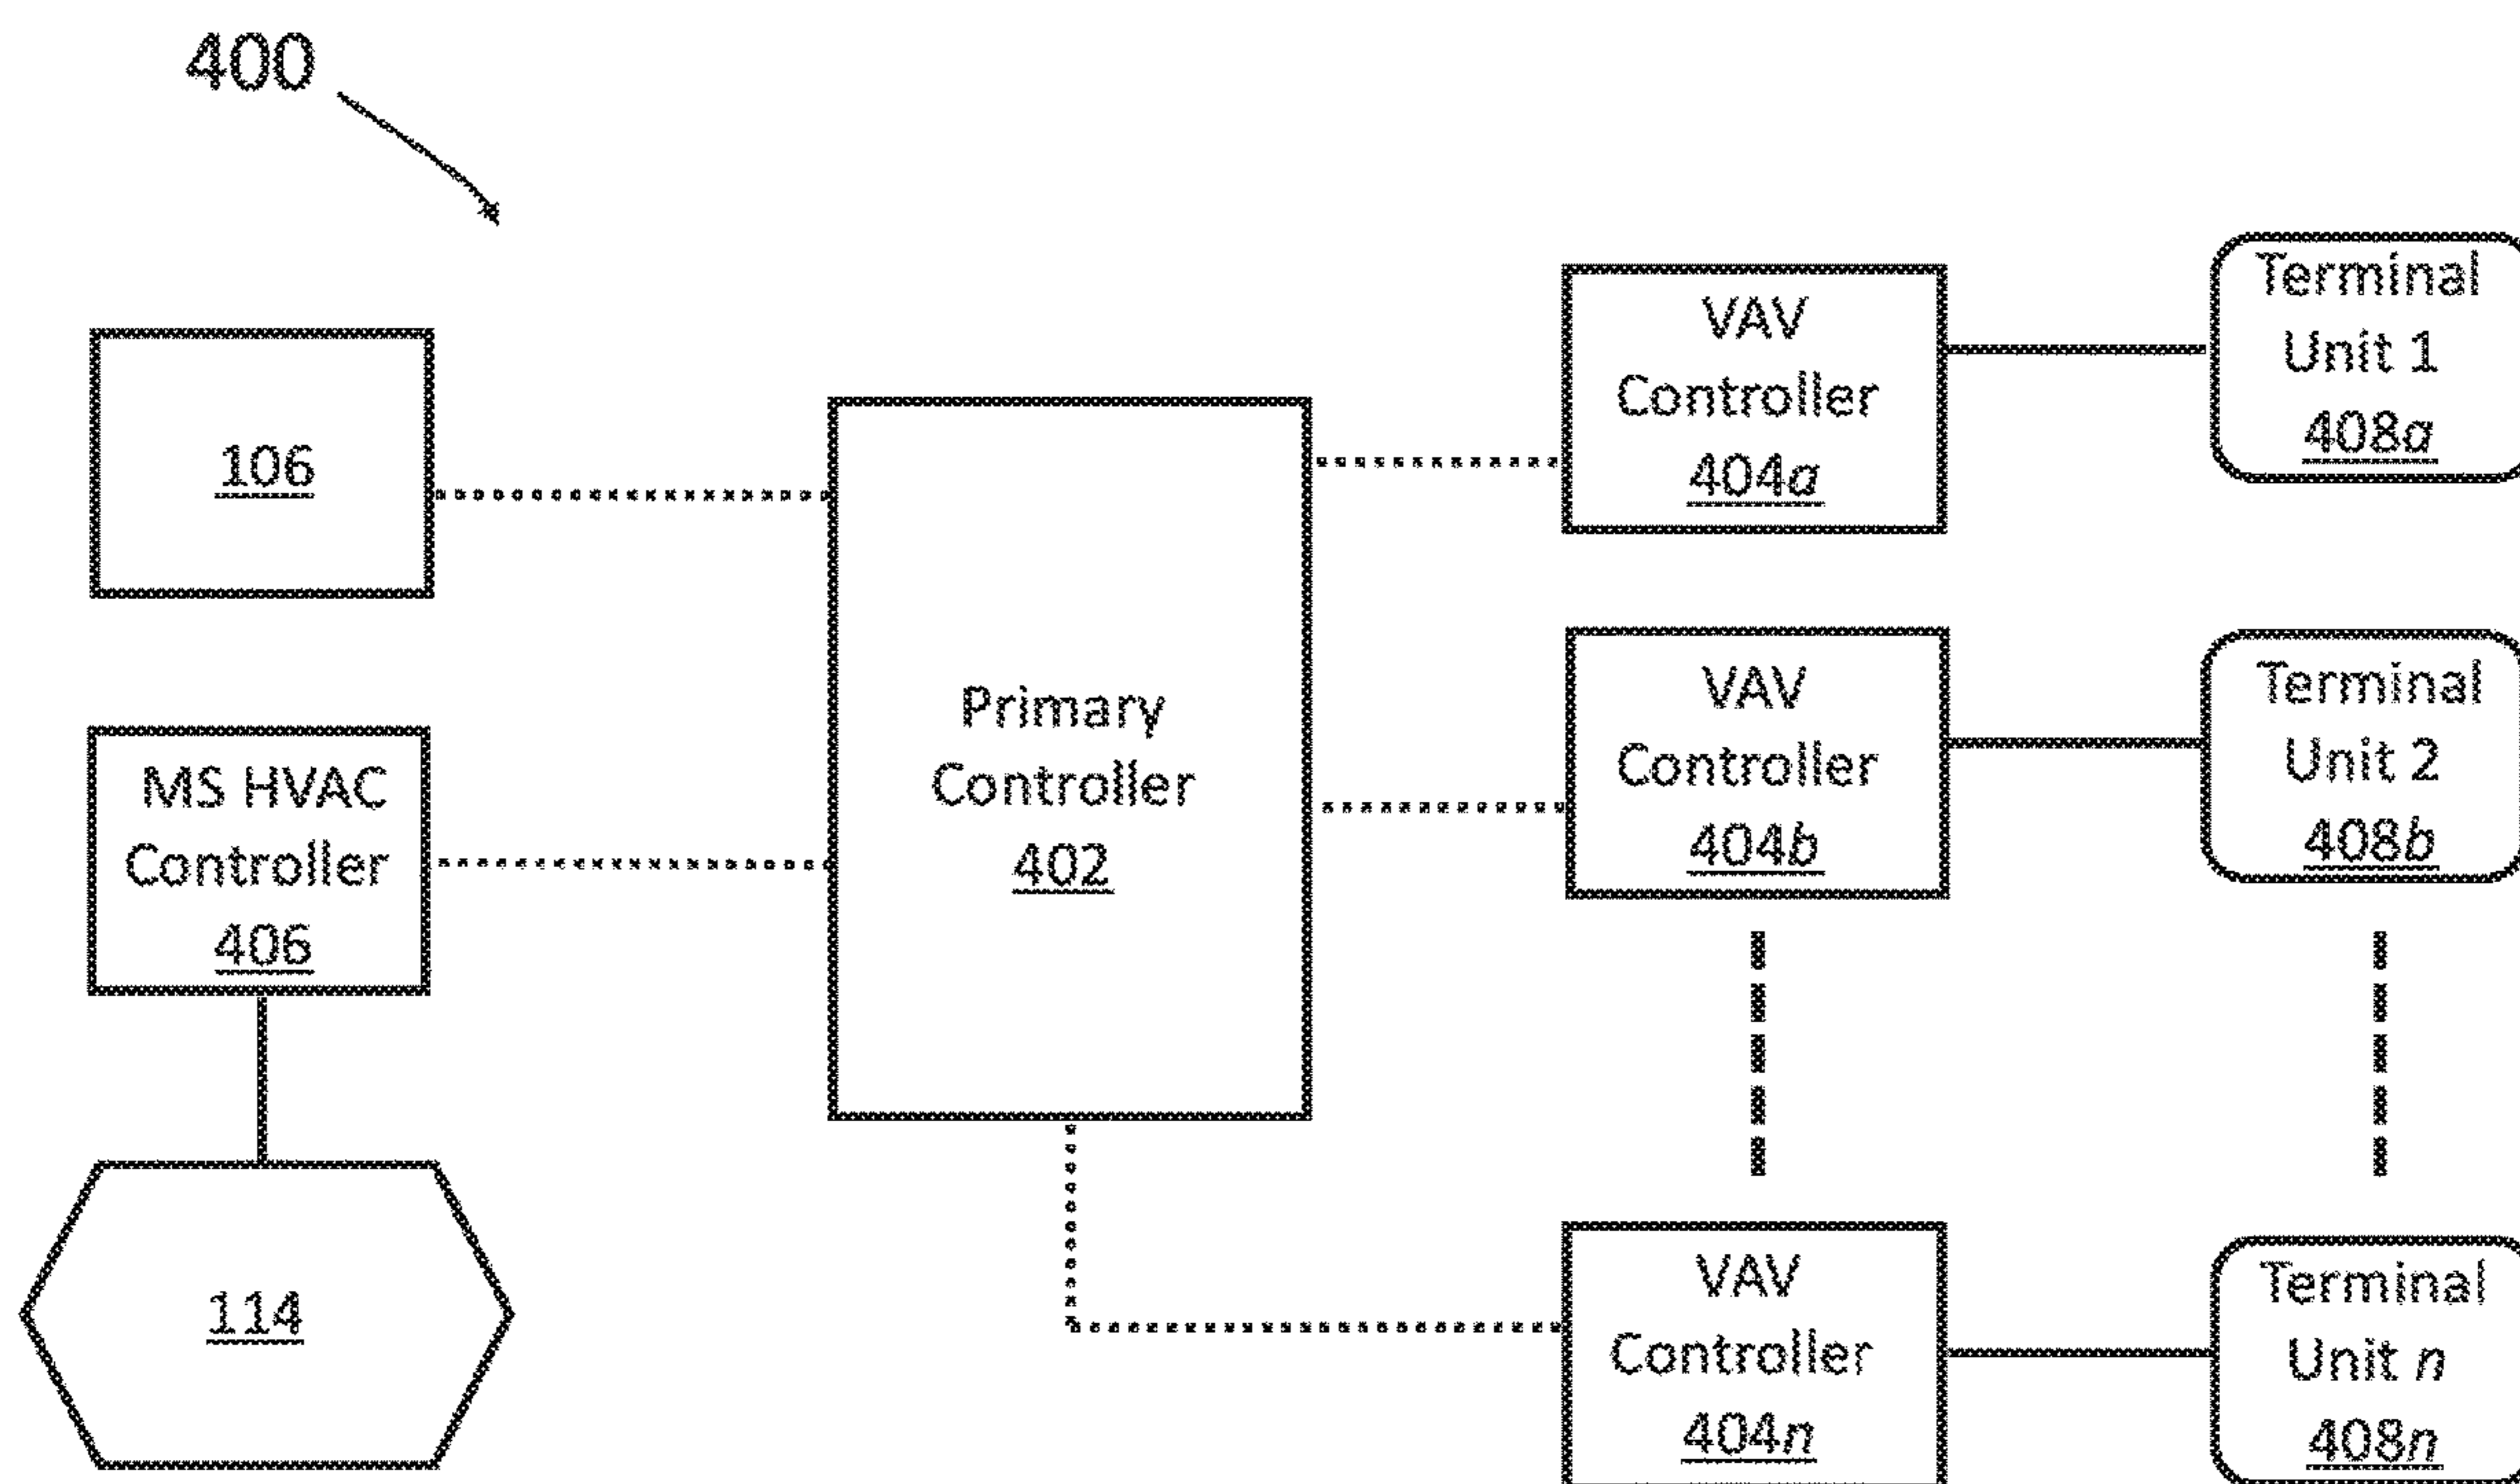 400
106
MS HVAC
Controller
406
114
Primary
Controller
402
VAV
Controller
404a
Terminal
Unit 1
408a
VAV
Controller
404b
Terminal
Unit 2
408b
VAV
Controller
404n
Terminal
Unit n
408n